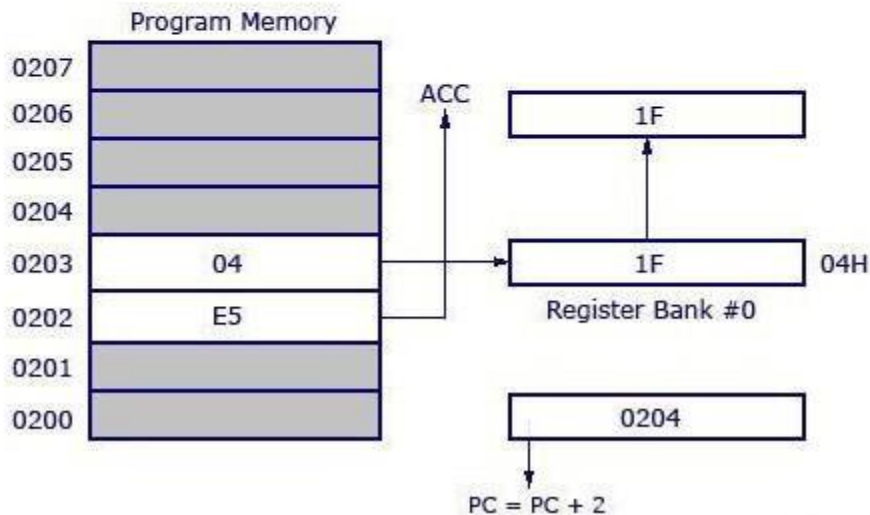 Program Memory
0207
0206
0205
0204
0203
04
0202
E5
0201
0200
ACC
1F
1F
04H
Register Bank #0
0204
PC = PC + 2